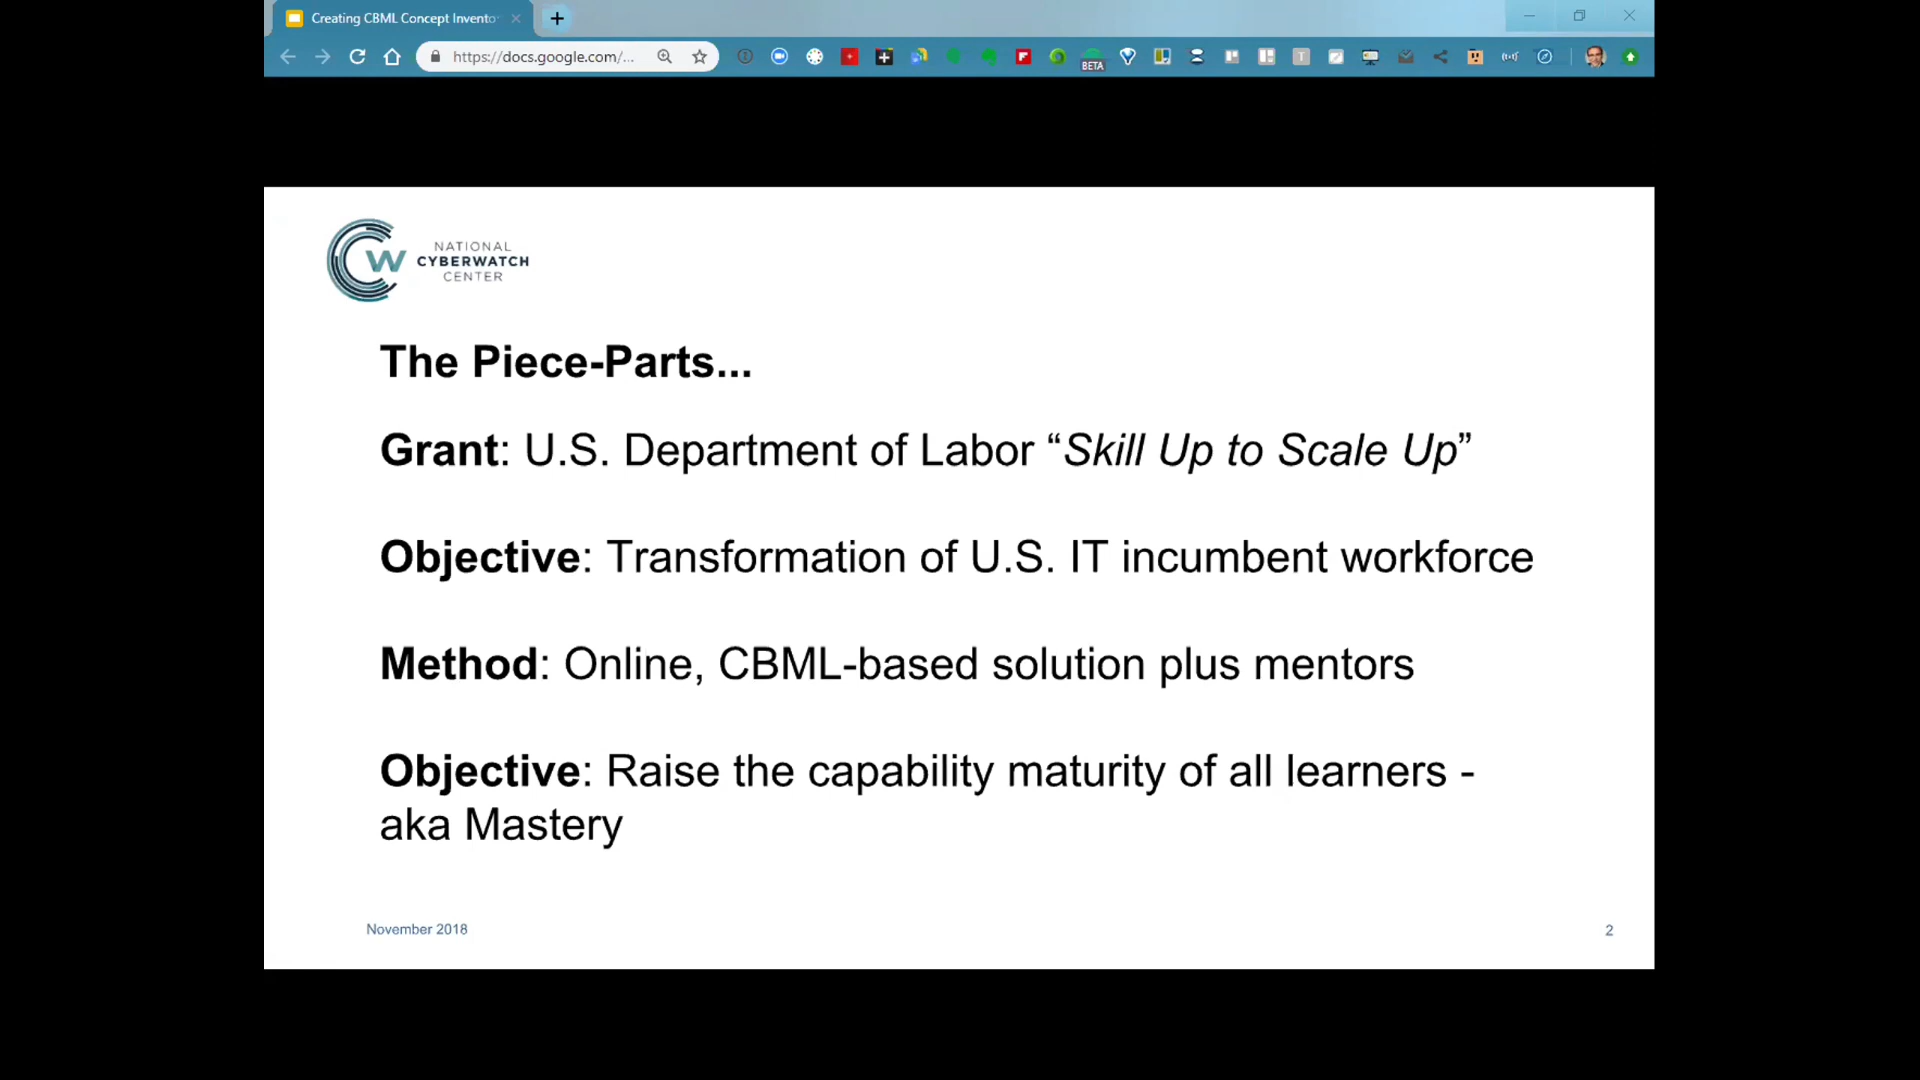 Creating CBML Concept Invento
https://docs.google.com/...
BETA
NATIONAL
CYBERWATCH
CENTER
The Piece-Parts...
Grant: U.S. Department of Labor “Skill Up to Scale Up”
Objective: Transformation of U.S. IT incumbent workforce
Method: Online, CBML-based solution plus mentors
Objective: Raise the capability maturity of all learners -
aka Mastery
November 2018
2